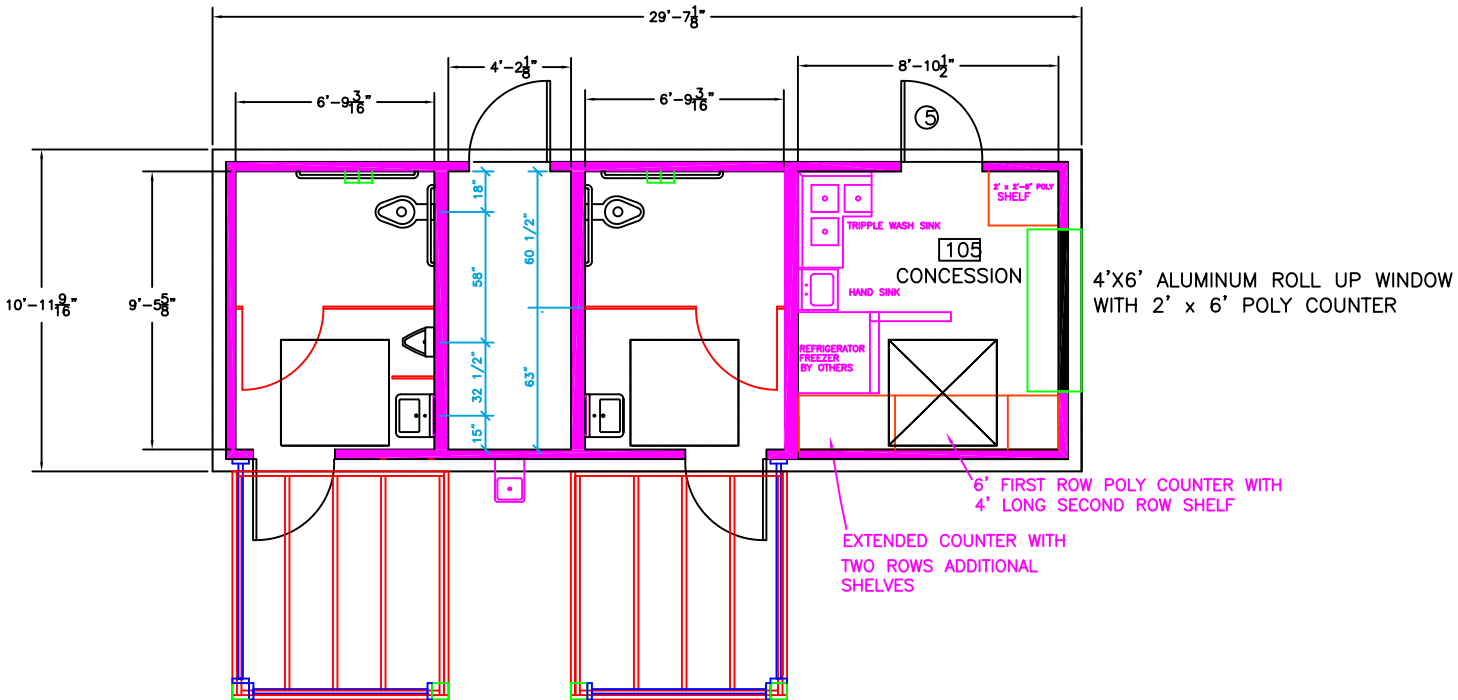 29'-7 1/8"
4'-2 1/8"
8'-10 1/2"
6'-9 3/16"
6'-9 3/16"
5
18"
60 1/2"
58"
63"
32 1/2"
15"
10'-11 9/16"
9'-5 5/8"
2' x 2'-6" POLY
SHELF
TRIPPLE WASH SINK
105
CONCESSION
HAND SINK
4'X6' ALUMINUM ROLL UP WINDOW
WITH 2' x 6' POLY COUNTER
REFRIGERATOR
FREEZER
BY OTHERS
6' FIRST ROW POLY COUNTER WITH
4' LONG SECOND ROW SHELF
EXTENDED COUNTER WITH
TWO ROWS ADDITIONAL
SHELVES